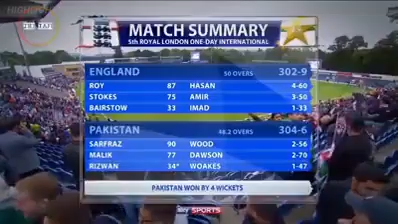 HIGHLIGHTS
MATCH SUMMARY
5th ROYAL LONDON ONE-DAY INTERNATIONAL
ENGLAND 50 OVERS 302-9
ROY 87 HASAN 4-60
STOKES 75 AMIR 3-50
BAIRSTOW 33 IMAD 1-33
PAKISTAN 48.2 OVERS 304-6
SARFRAZ 90 WOOD 2-56
MALIK 77 DAWSON 2-70
RIZWAN 34* WOAKES 1-47
PAKISTAN WON BY 4 WICKETS
sky SPORTS